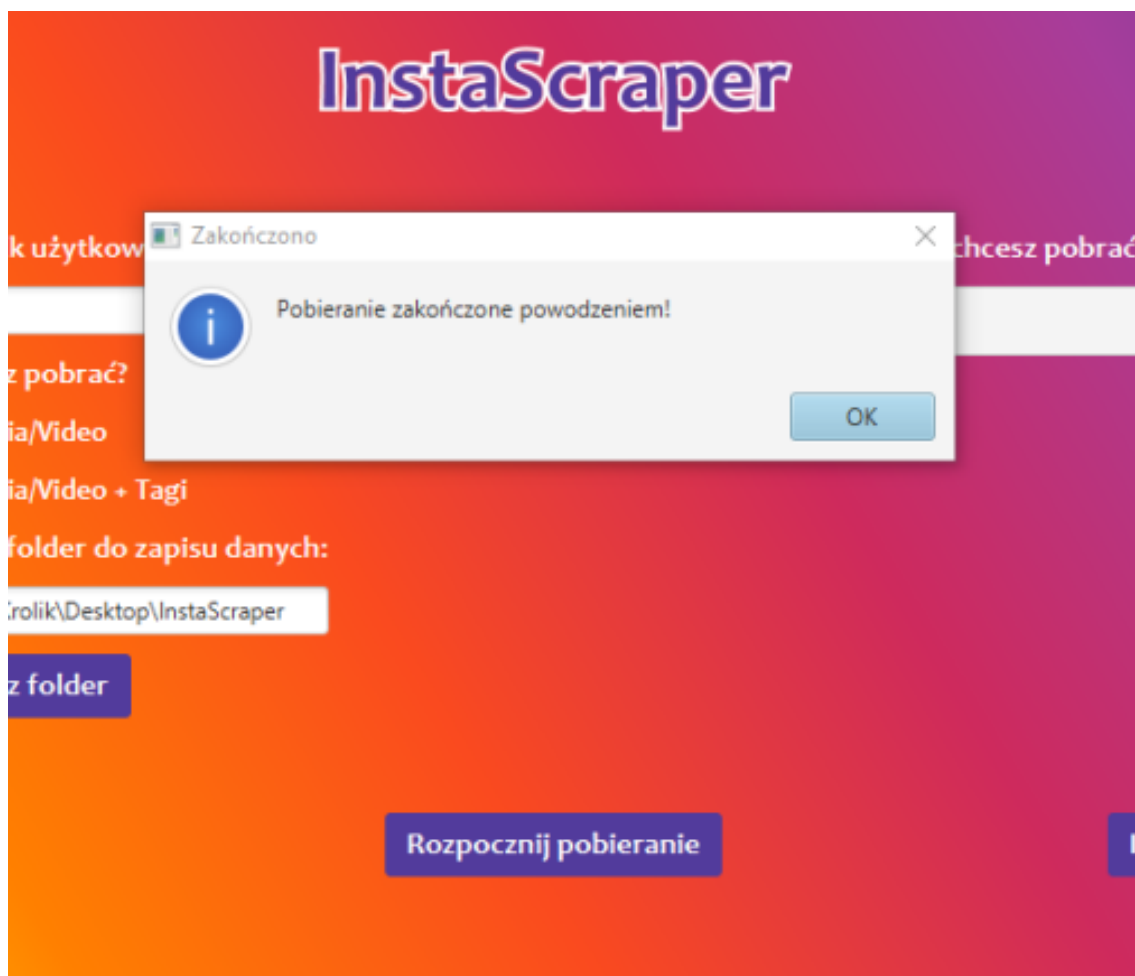 InstaScraper
Zakończono
k użytkow
chcesz pobrać
Pobieranie zakończone powodzeniem!
z pobrać?
OK
ia/Video
ia/Video + Tagi
folder do zapisu danych:
Krolik\Desktop\InstaScraper
z folder
Rozpocznij pobieranie